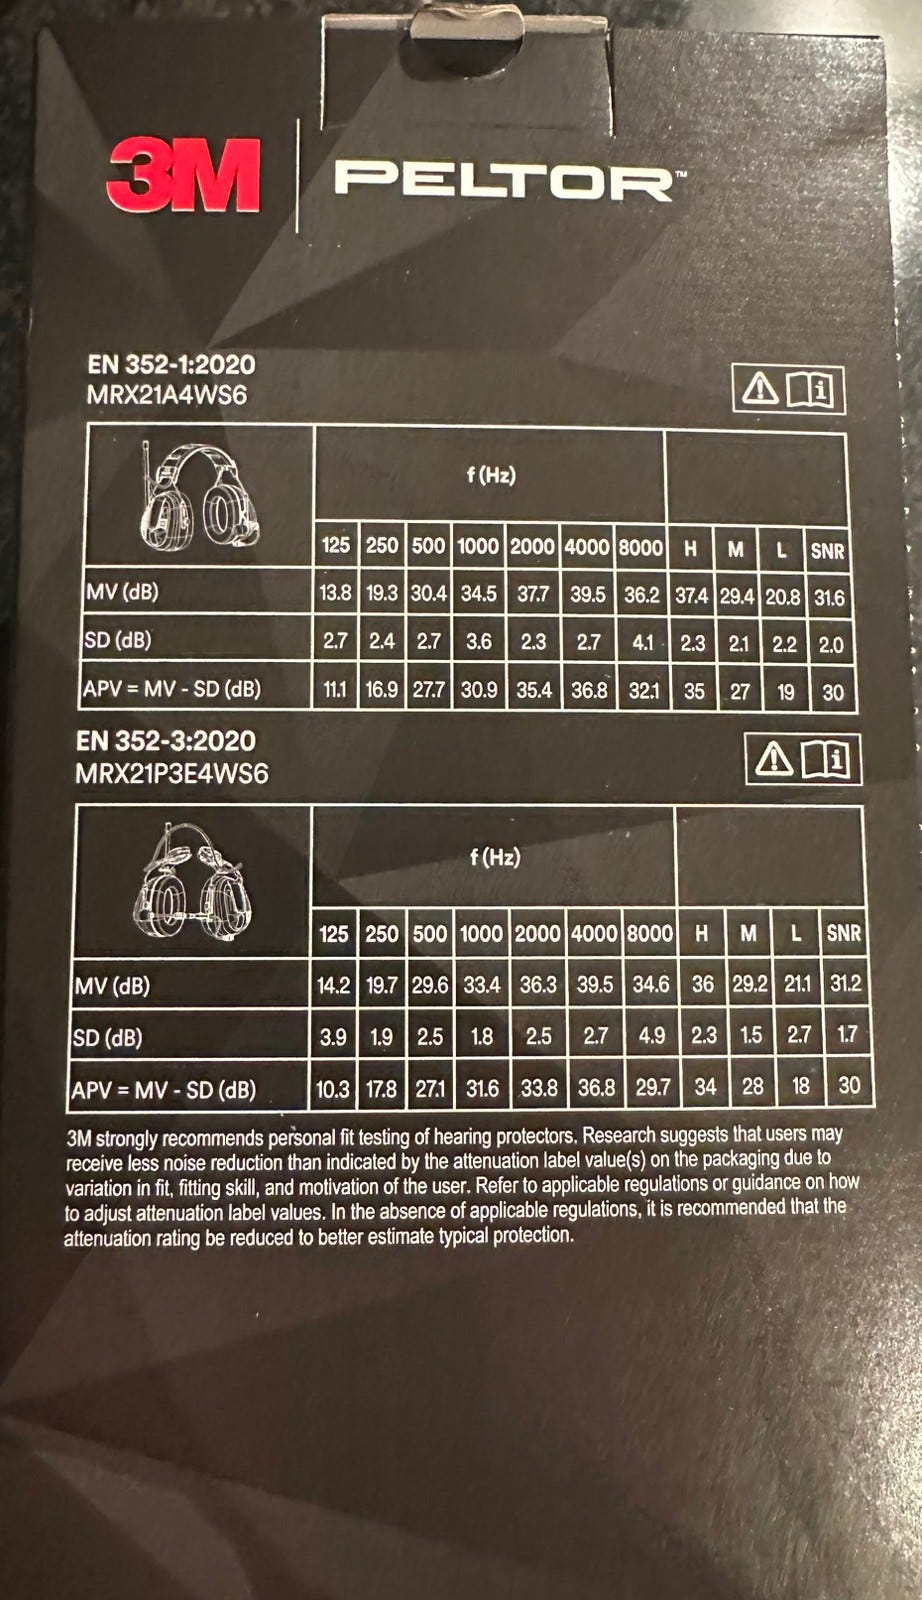 3M PELTOR™
EN 352-1:2020
MRX21A4WS6
f (Hz)
125 250 500 1000 2000 4000 8000 H M L SNR
MV (dB) 13.8 19.3 30.4 34.5 37.7 39.5 36.2 37.4 29.4 20.8 31.6
SD (dB) 2.7 2.4 2.7 3.6 2.3 2.7 4.1 2.3 2.1 2.2 2.0
APV = MV - SD (dB) 11.1 16.9 27.7 30.9 35.4 36.8 32.1 35 27 19 30
EN 352-3:2020
MRX21P3E4WS6
f (Hz)
125 250 500 1000 2000 4000 8000 H M L SNR
MV (dB) 14.2 19.7 29.6 33.4 36.3 39.5 34.6 36 29.2 21.1 31.2
SD (dB) 3.9 1.9 2.5 1.8 2.5 2.7 4.9 2.3 1.5 2.7 1.7
APV = MV - SD (dB) 10.3 17.8 27.1 31.6 33.8 36.8 29.7 34 28 18 30
3M strongly recommends personal fit testing of hearing protectors. Research suggests that users may
receive less noise reduction than indicated by the attenuation label value(s) on the packaging due to
variation in fit, fitting skill, and motivation of the user. Refer to applicable regulations or guidance on how
to adjust attenuation label values. In the absence of applicable regulations, it is recommended that the
attenuation rating be reduced to better estimate typical protection.